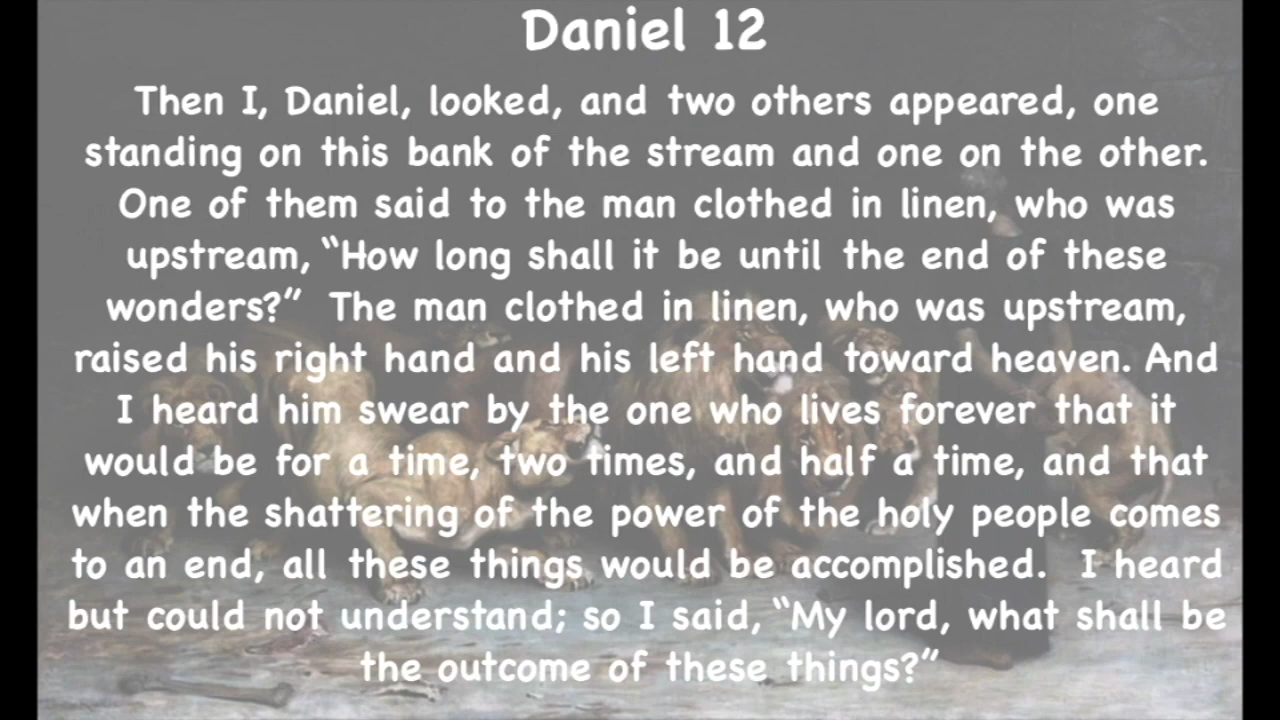 Daniel 12
Then I, Daniel, looked, and two others appeared, one
standing on this bank of the stream and one on the other.
One of them said to the man clothed in linen, who was
upstream, “How long shall it be until the end of these
wonders?” The man clothed in linen, who was upstream,
raised his right hand and his left hand toward heaven. And
I heard him swear by the one who lives forever that it
would be for a time, two times, and half a time, and that
when the shattering of the power of the holy people comes
to an end, all these things would be accomplished. I heard
but could not understand; so I said, “My lord, what shall be
the outcome of these things?”